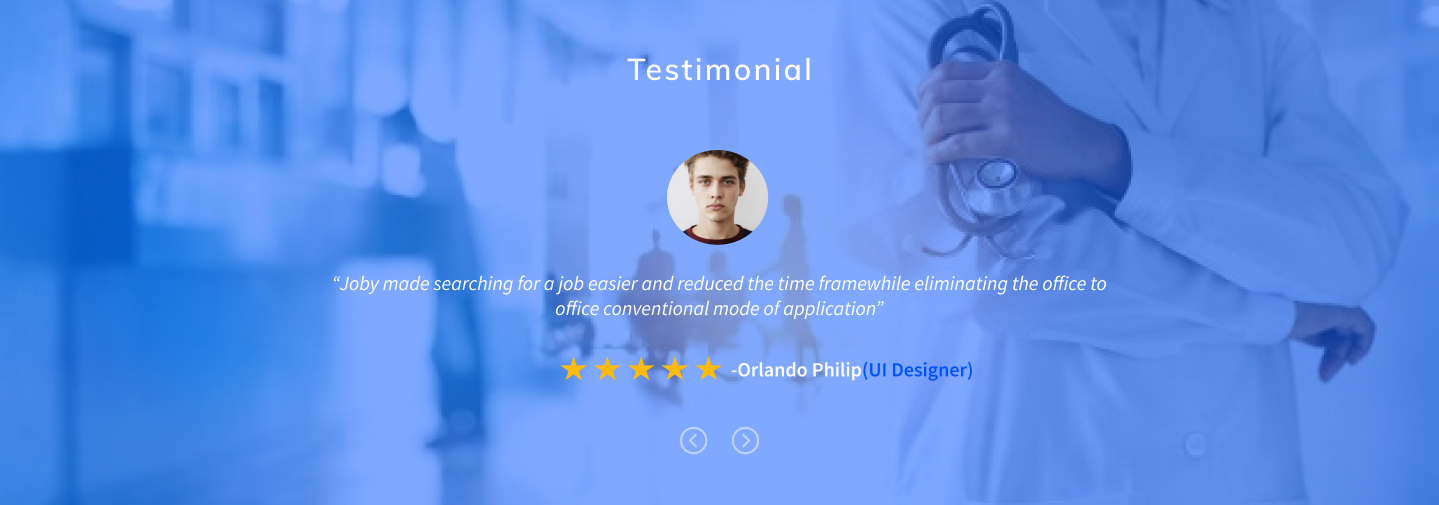 Testimonial
“Joby made searching for a job easier and reduced the time framewhile eliminating the office to
office conventional mode of application”
-Orlando Philip(UI Designer)